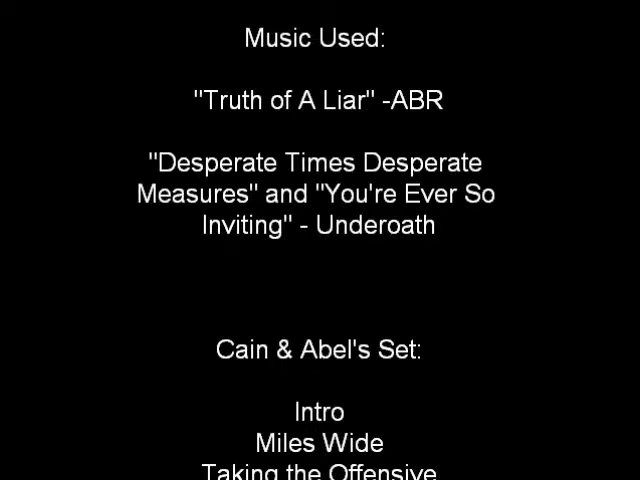 Music Used:
"Truth of A Liar" -ABR
"Desperate Times Desperate
Measures" and "You're Ever So
Inviting" - Underoath
Cain & Abel's Set:
Intro
Miles Wide
Taking the Offensive